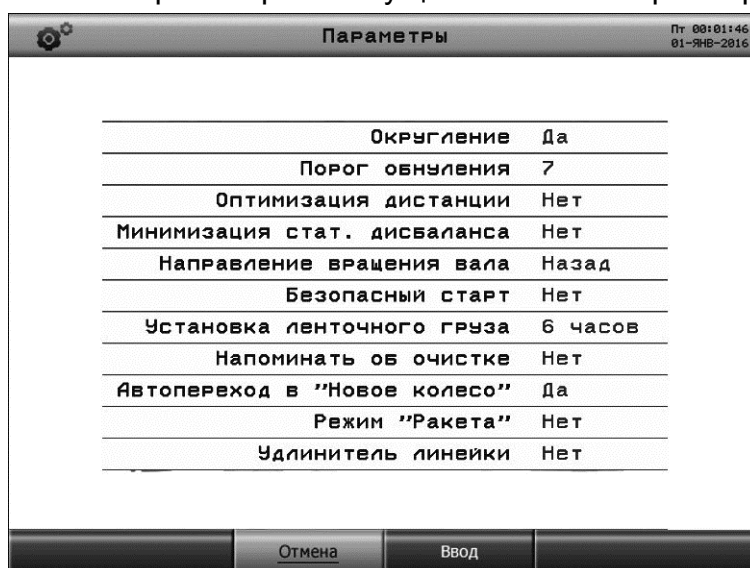 Параметры
Пт 00:01:46
01-ЯНВ-2016
Округление Да
Порог обнуления 7
Оптимизация дистанции Нет
Минимизация стат. дисбаланса Нет
Направление вращения вала Назад
Безопасный старт Нет
Установка ленточного груза 6 часов
Напоминать об очистке Нет
Автопереход в "Новое колесо" Да
Режим "Ракета" Нет
Удлинитель линейки Нет
Отмена Ввод